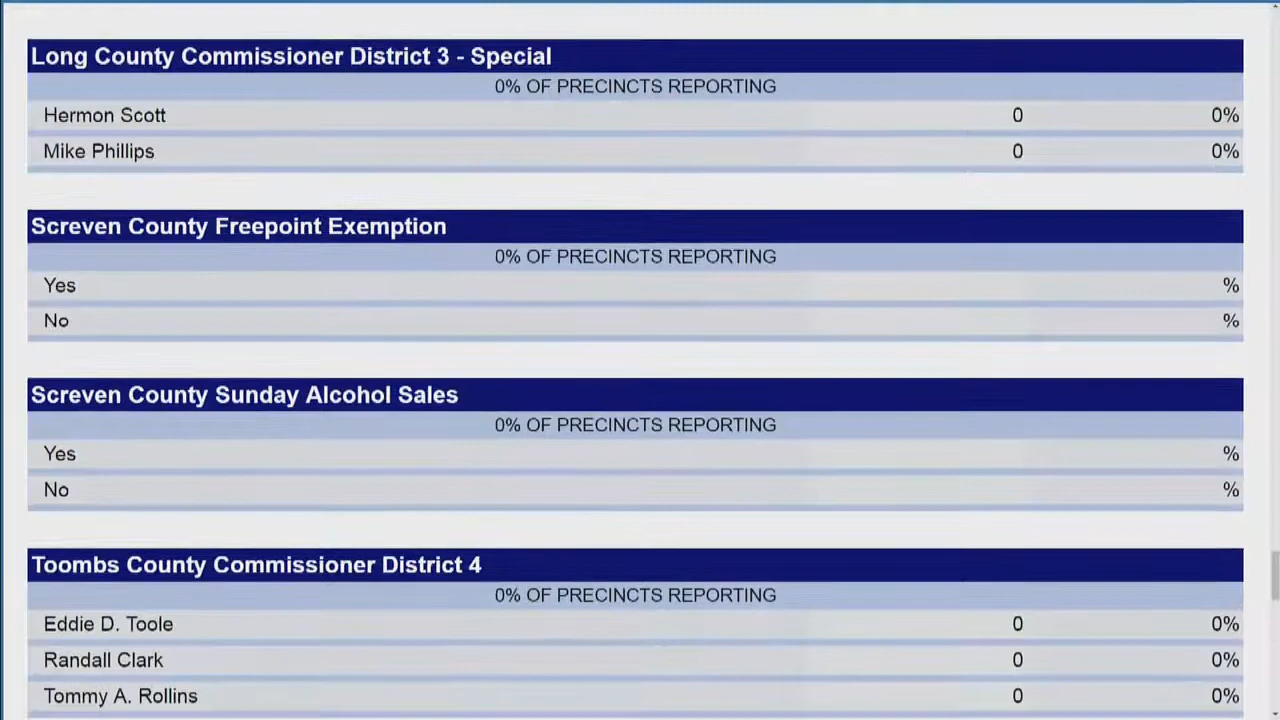 Long County Commissioner District 3 - Special
0% OF PRECINCTS REPORTING
Hermon Scott 0 0%
Mike Phillips 0 0%
Screven County Freepoint Exemption
0% OF PRECINCTS REPORTING
Yes %
No %
Screven County Sunday Alcohol Sales
0% OF PRECINCTS REPORTING
Yes %
No %
Toombs County Commissioner District 4
0% OF PRECINCTS REPORTING
Eddie D. Toole 0 0%
Randall Clark 0 0%
Tommy A. Rollins 0 0%